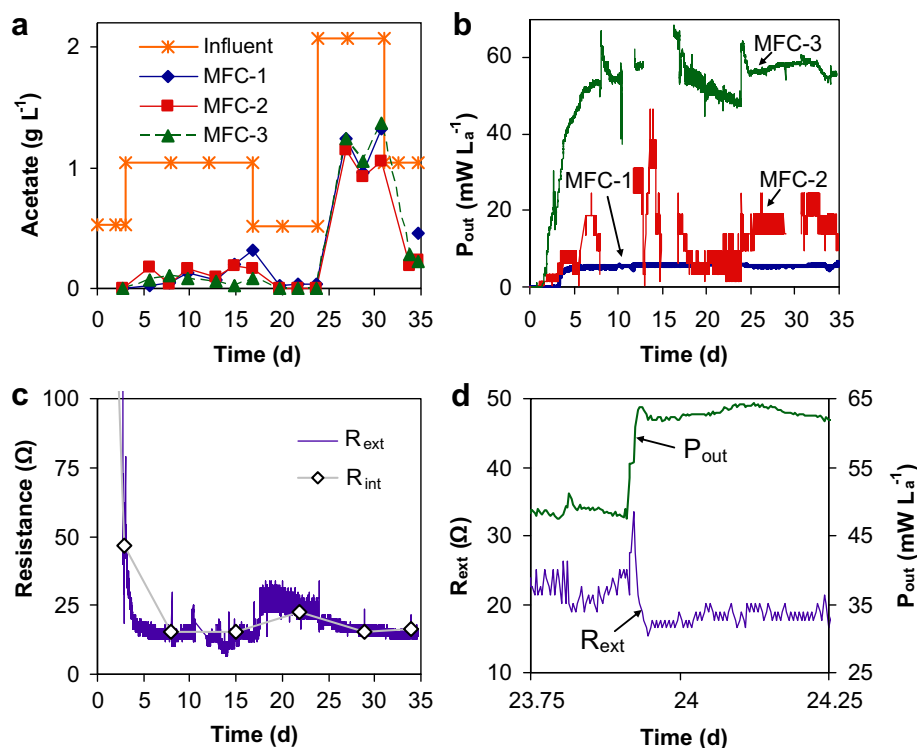 a
Acetate (g L⁻¹)
2
1
0
Influent
MFC-1
MFC-2
MFC-3
0 5 10 15 20 25 30 35
Time (d)
b
Pout (mW La⁻¹)
60
40
20
0
MFC-3
MFC-1
MFC-2
0 5 10 15 20 25 30 35
Time (d)
c
Resistance (Ω)
100
75
50
25
0
Rext
Rint
0 5 10 15 20 25 30 35
Time (d)
d
Rext (Ω)
50
40
30
20
10
Pout
Rext
65
55
45
35
25
Pout (mW La⁻¹)
23.75 24 24.25
Time (d)